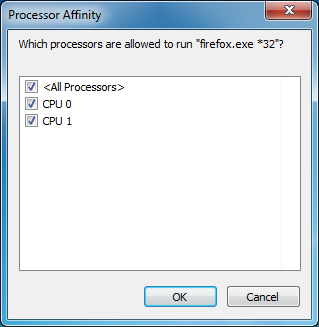 Processor Affinity
Which processors are allowed to run "firefox.exe *32"?
<All Processors>
CPU 0
CPU 1
OK
Cancel